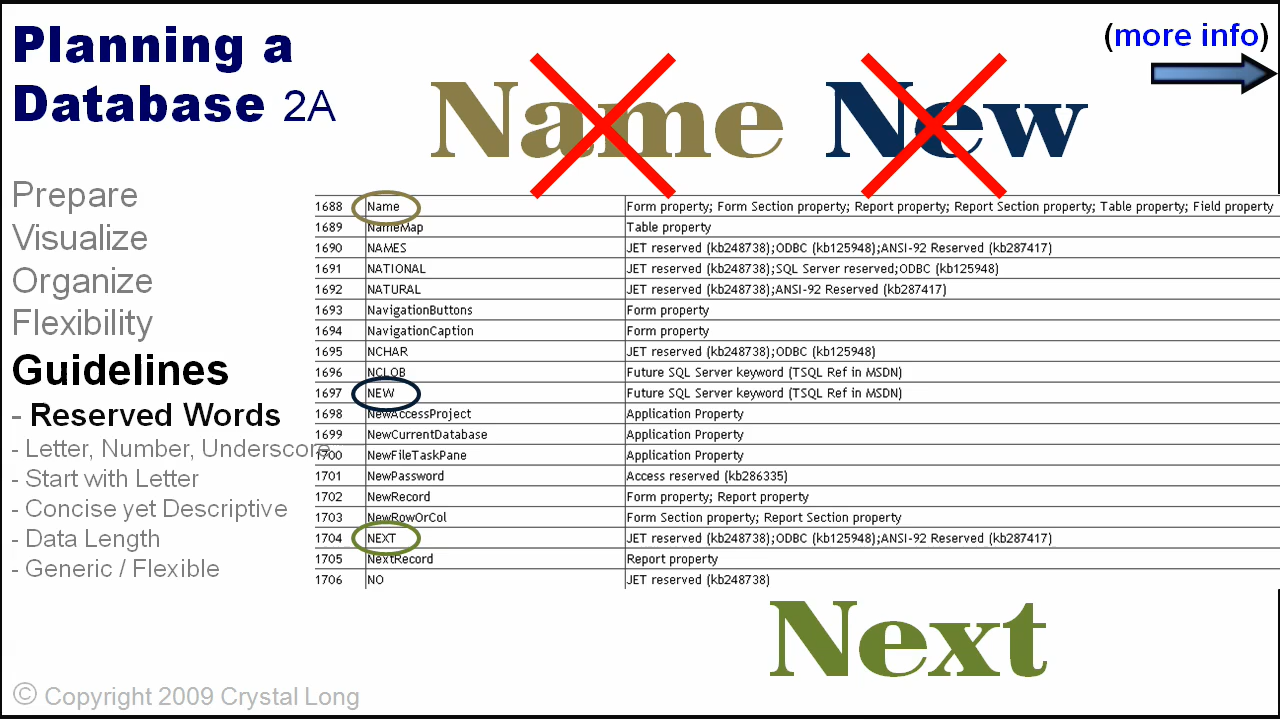 Planning a
Database 2A
(more info)
Name New
Prepare
Visualize
Organize
Flexibility
Guidelines
- Reserved Words
- Letter, Number, Underscore
- Start with Letter
- Concise yet Descriptive
- Data Length
- Generic / Flexible
1688 Name Form property; Form Section property; Report property; Report Section property; Table property; Field property
1689 NameMap Table property
1690 NAMES JET reserved (kb248738);ODBC (kb125948);ANSI-92 Reserved (kb287417)
1691 NATIONAL JET reserved (kb248738);SQL Server reserved;ODBC (kb125948)
1692 NATURAL JET reserved (kb248738);ANSI-92 Reserved (kb287417)
1693 NavigationButtons Form property
1694 NavigationCaption Form property
1695 NCHAR JET reserved (kb248738);ODBC (kb125948)
1696 NCLOB Future SQL Server keyword (TSQL Ref in MSDN)
1697 NEW Future SQL Server keyword (TSQL Ref in MSDN)
1698 NewAccessProject Application Property
1699 NewCurrentDatabase Application Property
1700 NewFileTaskPane Application Property
1701 NewPassword Access reserved (kb286335)
1702 NewRecord Form property; Report property
1703 NewRowOrCol Form Section property; Report Section property
1704 NEXT JET reserved (kb248738);ODBC (kb125948);ANSI-92 Reserved (kb287417)
1705 NextRecord Report property
1706 NO JET reserved (kb248738)
Next
© Copyright 2009 Crystal Long